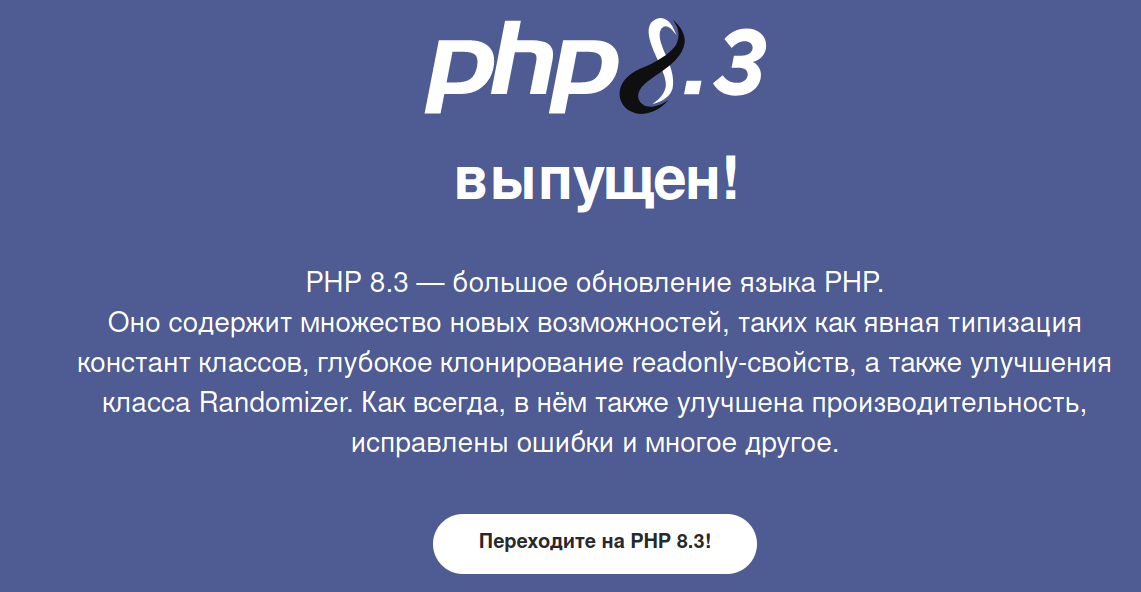 php8.3
выпущен!
PHP 8.3 — большое обновление языка PHP.
Оно содержит множество новых возможностей, таких как явная типизация
констант классов, глубокое клонирование readonly-свойств, а также улучшения
класса Randomizer. Как всегда, в нём также улучшена производительность,
исправлены ошибки и многое другое.
Переходите на PHP 8.3!